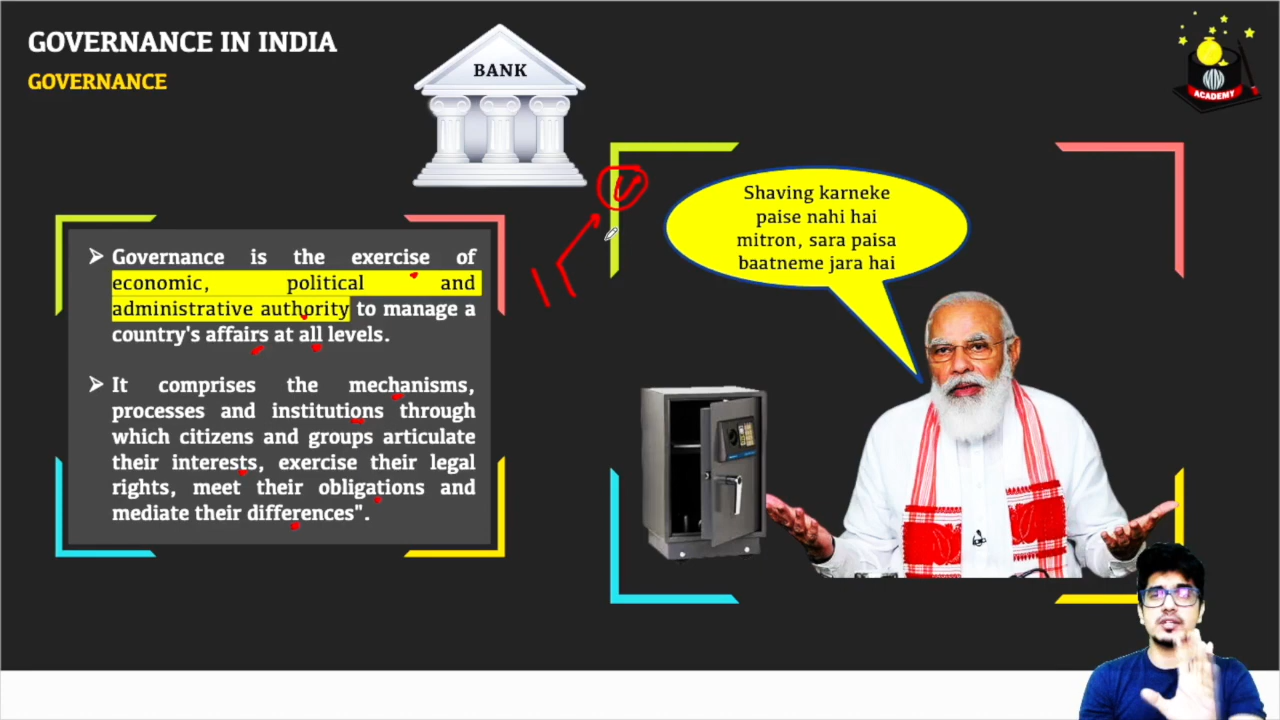 GOVERNANCE IN INDIA
GOVERNANCE
BANK
ACADEMY
Shaving karneke
paise nahi hai
mitron, sara paisa
baatneme jara hai
➢ Governance is the exercise of
economic, political and
administrative authority to manage a
country's affairs at all levels.
➢ It comprises the mechanisms,
processes and institutions through
which citizens and groups articulate
their interests, exercise their legal
rights, meet their obligations and
mediate their differences".